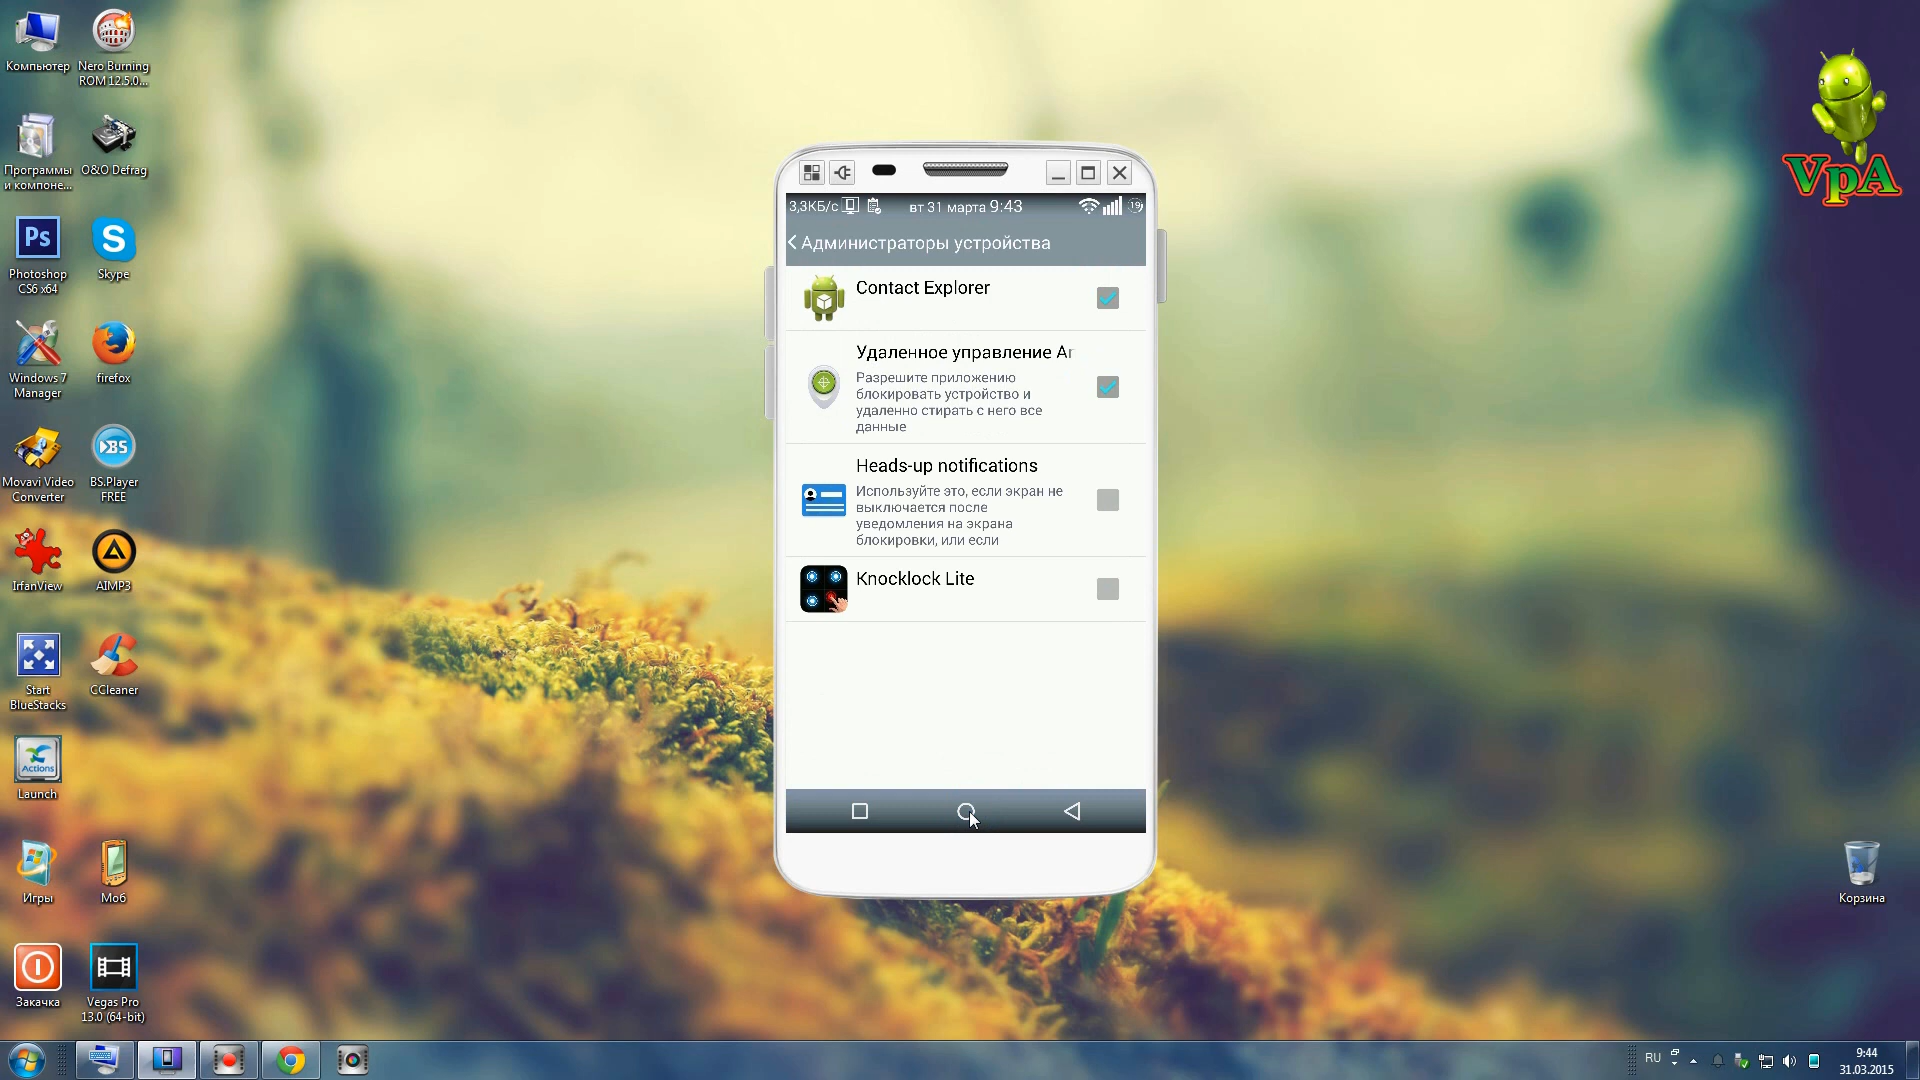 Компьютер
Nero Burning
ROM 12.5.0...
Программы
и компоне...
O&O Defrag
Ps
Photoshop
CS6 x64
Skype
Windows 7
Manager
firefox
Movavi Video
Converter
BS
BS.Player
FREE
IrfanView
AIMP3
Start
BlueStacks
CCleaner
Actions
Launch
Игры
Моб
Закачка
Vegas Pro
13.0 (64-bit)
3,3КБ/с
вт 31 марта 9:43
19
Администраторы устройства
Contact Explorer
Удаленное управление Ar
Разрешите приложению
блокировать устройство и
удаленно стирать с него все
данные
Heads-up notifications
Используйте это, если экран не
выключается после
уведомления на экрана
блокировки, или если
Knocklock Lite
VpA
Корзина
RU
9:44
31.03.2015